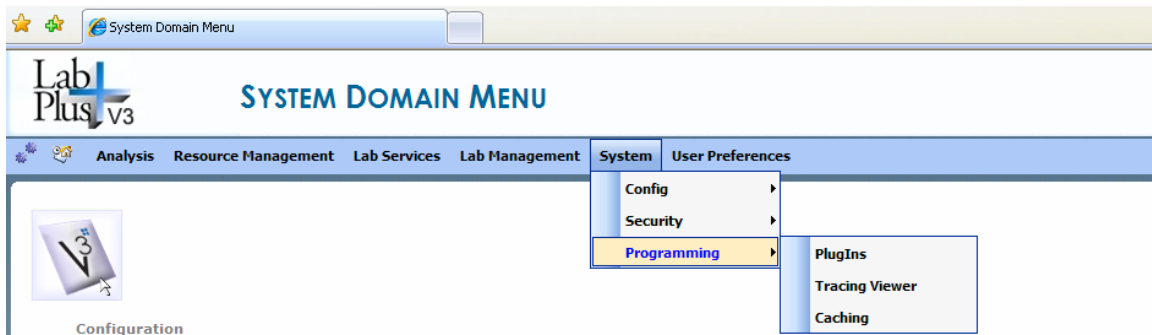 System Domain Menu
Lab
Plus V3
SYSTEM DOMAIN MENU
Analysis Resource Management Lab Services Lab Management System User Preferences
Config
Security
Programming
PlugIns
Tracing Viewer
Caching
V3
Configuration